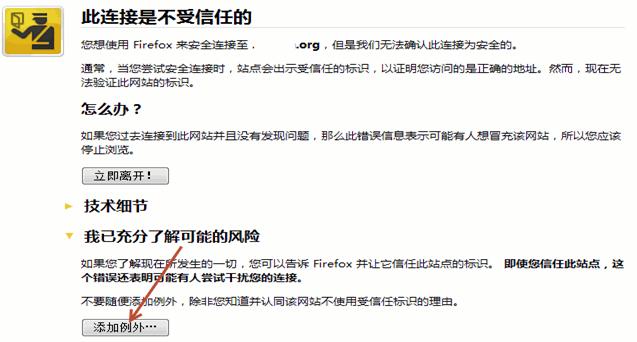 此连接是不受信任的
您想使用 Firefox 来安全连接至 . .org，但是我们无法确认此连接为安全的。
通常，当您尝试安全连接时，站点会出示受信任的标识，以证明您访问的是正确的地址。然而，现在无
法验证此网站的标识。
怎么办？
如果您过去连接到此网站并且没有发现问题，那么此错误信息表示可能有人想冒充该网站，所以您应该
停止浏览。
立即离开！
技术细节
我已充分了解可能的风险
如果您了解现在所发生的一切，您可以告诉 Firefox 并让它信任此站点的标识。 即使您信任此站点，这
个错误还表明可能有人尝试干扰您的连接。
不要随便添加例外，除非您知道并认同该网站不使用受信任标识的理由。
添加例外…